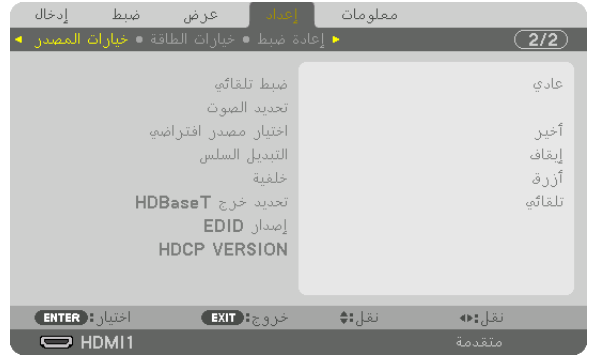 إدخال ضبط عرض إعداد معلومات
◄ خيارات المصدر ● خيارات الطاقة ● إعادة ضبط ► 2/2
ضبط تلقائي عادي
تحديد الصوت
اختيار مصدر افتراضي أخير
التبديل السلس إيقاف
خلفية أزرق
تحديد خرج HDBaseT تلقائي
إصدار EDID
HDCP VERSION
ENTER: اختيار EXIT: خروج نقل: نقل:
HDMI1 متقدمة